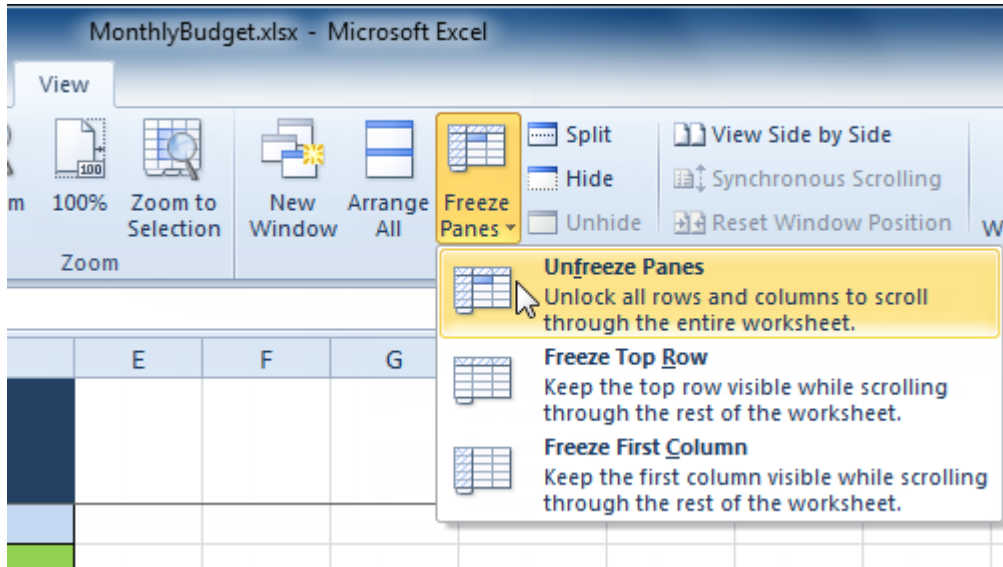 MonthlyBudget.xlsx - Microsoft Excel
View
m
100
100%
Zoom to
Selection
Zoom
New
Window
Arrange
All
Freeze
Panes
Split
Hide
Unhide
View Side by Side
Synchronous Scrolling
Reset Window Position
W
Unfreeze Panes
Unlock all rows and columns to scroll
through the entire worksheet.
Freeze Top Row
Keep the top row visible while scrolling
through the rest of the worksheet.
Freeze First Column
Keep the first column visible while scrolling
through the rest of the worksheet.
E F G